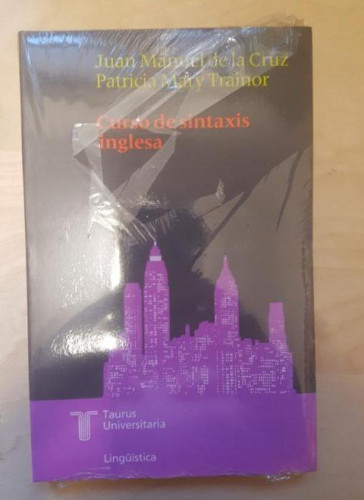 Juan Manuel de la Cruz
Patricia Mary Trainor
Curso de sintaxis
inglesa
Taurus
Universitaria
Lingüística